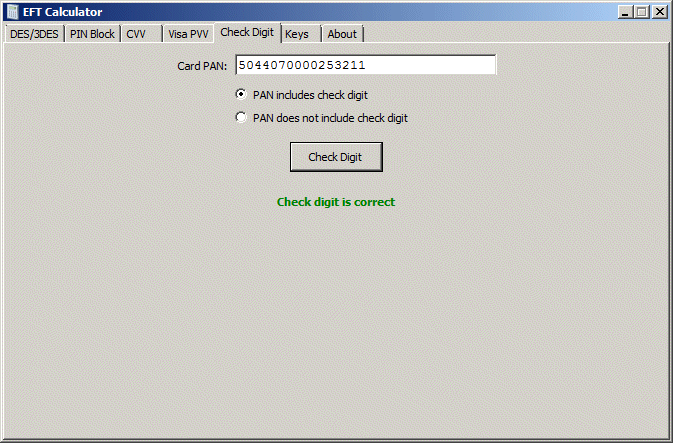 EFT Calculator
DES/3DES PIN Block CVV Visa PVV Check Digit Keys About
Card PAN: 5044070000253211
PAN includes check digit
PAN does not include check digit
Check Digit
Check digit is correct